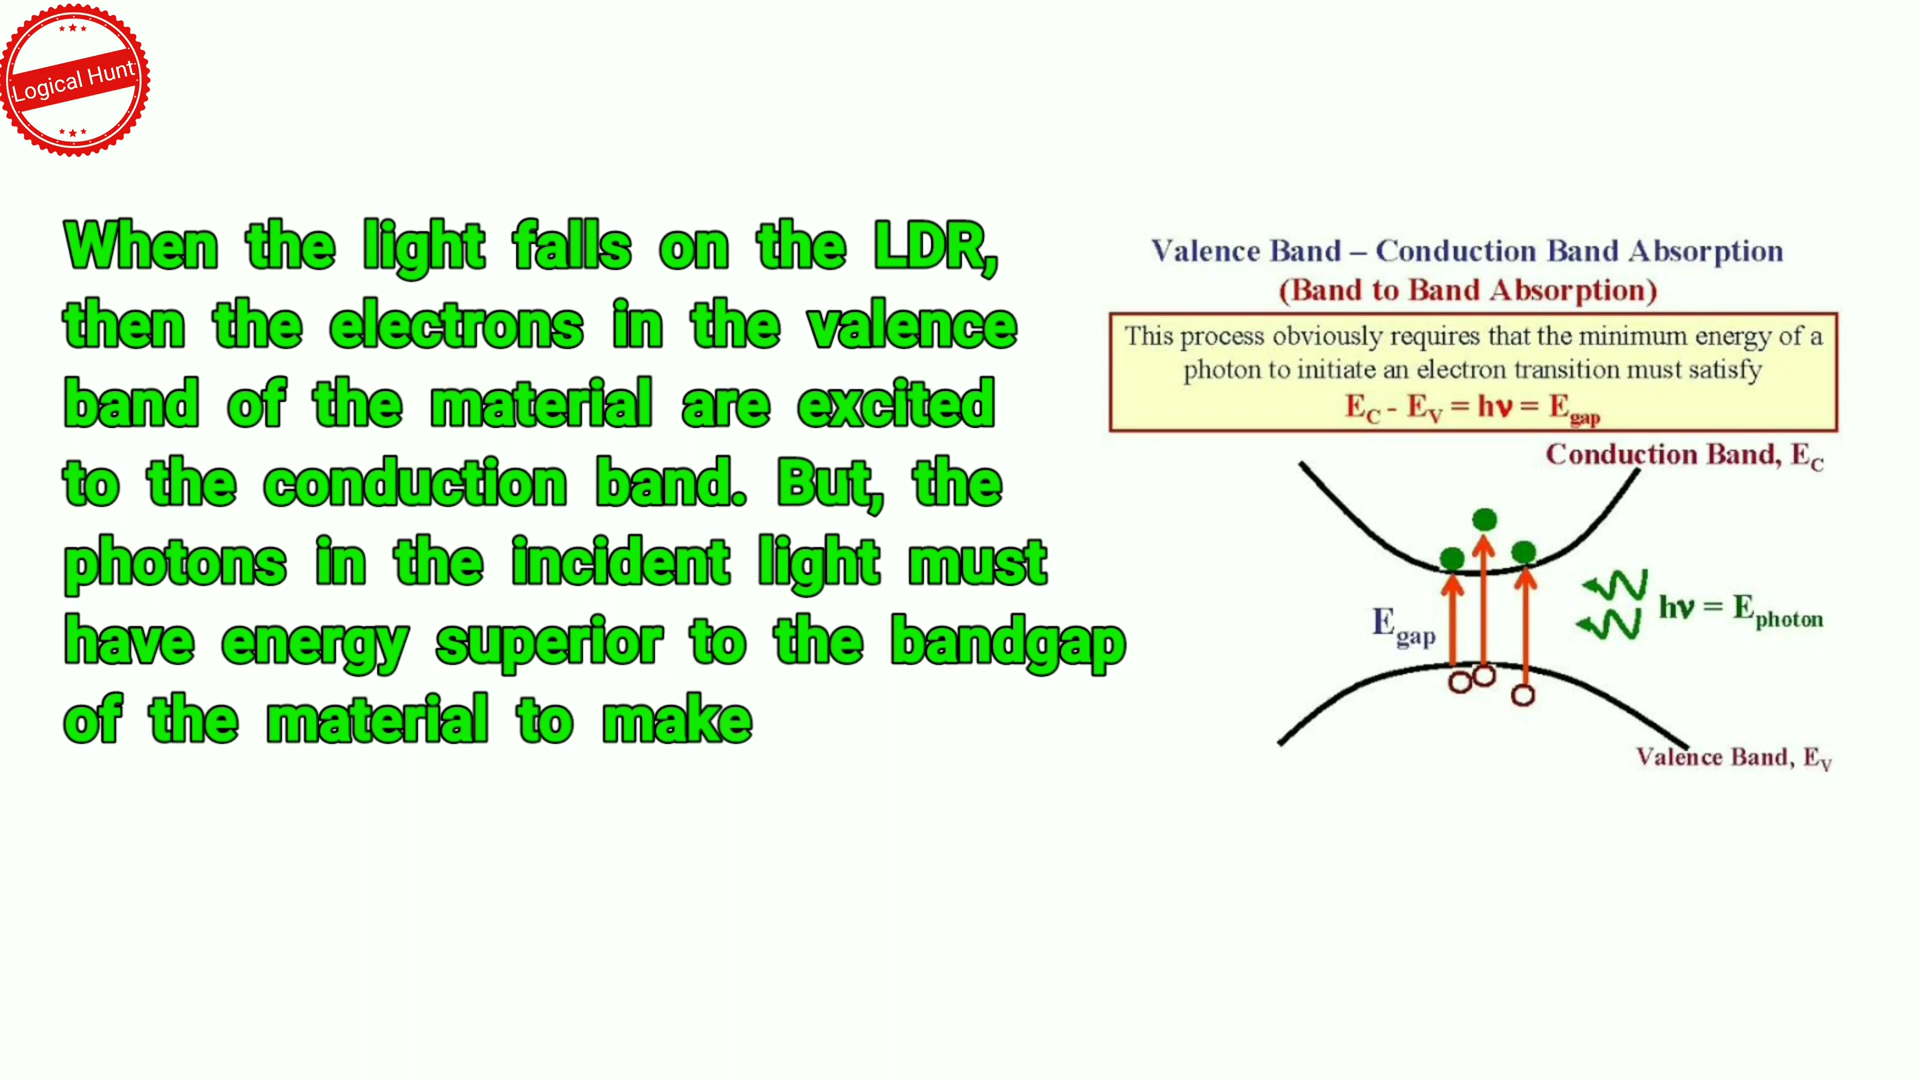 Logical Hunt
When the light falls on the LDR,
then the electrons in the valence
band of the material are excited
to the conduction band. But, the
photons in the incident light must
have energy superior to the bandgap
of the material to make
Valence Band – Conduction Band Absorption
(Band to Band Absorption)
This process obviously requires that the minimum energy of a
photon to initiate an electron transition must satisfy
E_C - E_V = hν = E_gap
Conduction Band, E_C
E_gap
hν = E_photon
Valence Band, E_V